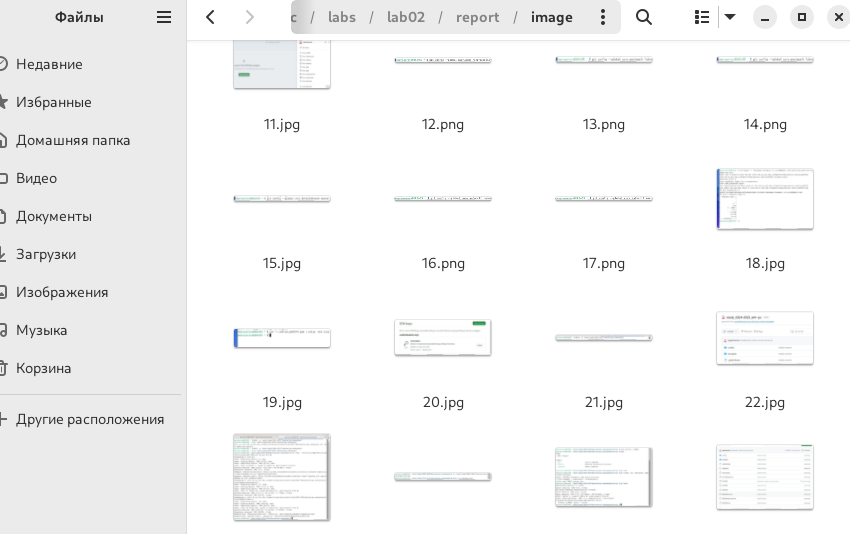 Файлы
c / labs / lab02 / report / image
Недавние
Избранные
Домашняя папка
Видео
Документы
Загрузки
Изображения
Музыка
Корзина
Другие расположения
11.jpg
12.png
13.png
14.png
15.jpg
16.png
17.png
18.jpg
19.jpg
20.jpg
21.jpg
22.jpg